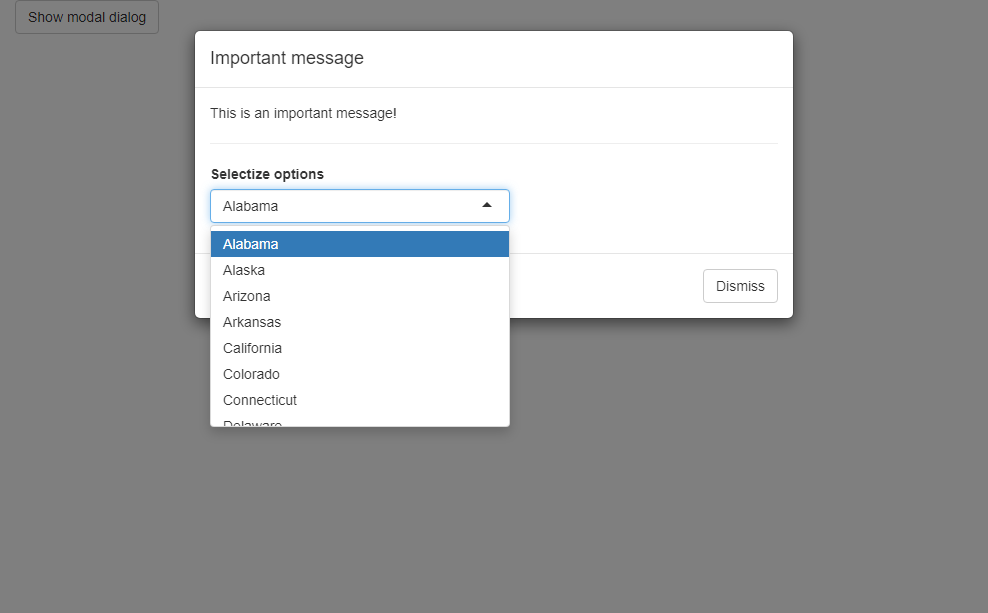 Show modal dialog
Important message
This is an important message!
Selectize options
Alabama
Alabama
Alaska
Arizona
Arkansas
California
Colorado
Connecticut
Delaware
Dismiss